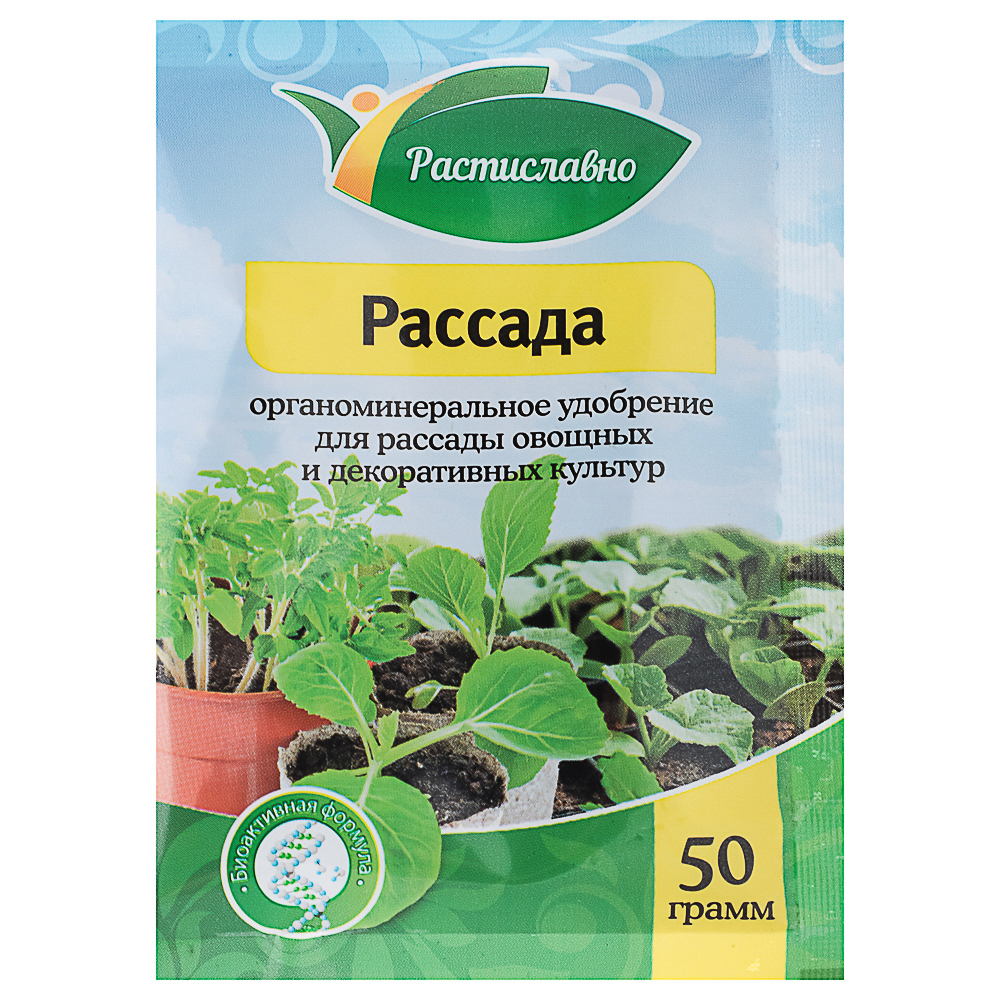 Растиславно
Рассада
органоминеральное удобрение
для рассады овощных
и декоративных культур
Биоактивная формула
50
грамм